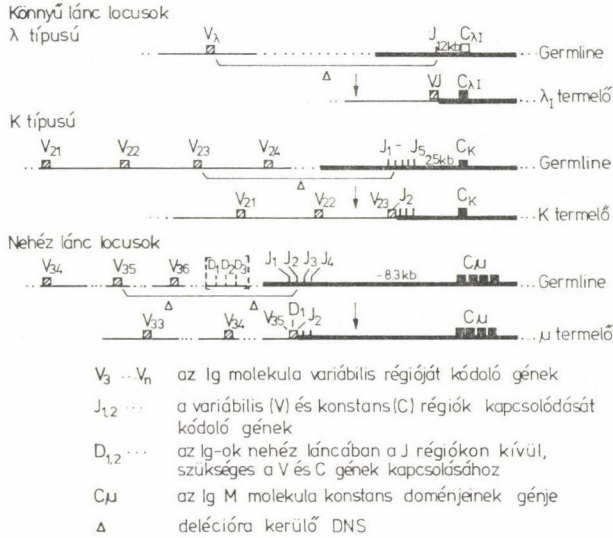 Könnyű lánc locusok
λ típusú
Vλ J CλI
12kb
... Germline
Δ
VJ CλI
... λI termelő
K típusú
V21 V22 V23 V24 J1 - J5 CK
2.5kb
... Germline
Δ
V21 V22 V23 J2 CK
... K termelő
Nehéz lánc locusok
V34 V35 V36 D1 D2 D3 J1 J2 J3 J4 Cμ
~8.3kb
... Germline
Δ Δ
V33 V34 V35 D1 J2 Cμ
... μ termelő
V3 ... Vn az Ig molekula variábilis régióját kódoló gének
J1,2 ... a variábilis (V) és konstans (C) régiók kapcsolódását
kódoló gének
D1,2 ... az Ig-ok nehéz láncában a J régiókon kívül,
szükséges a V és C gének kapcsolásához
Cμ az Ig M molekula konstans doménjeinek génje
Δ delécióra kerülő DNS